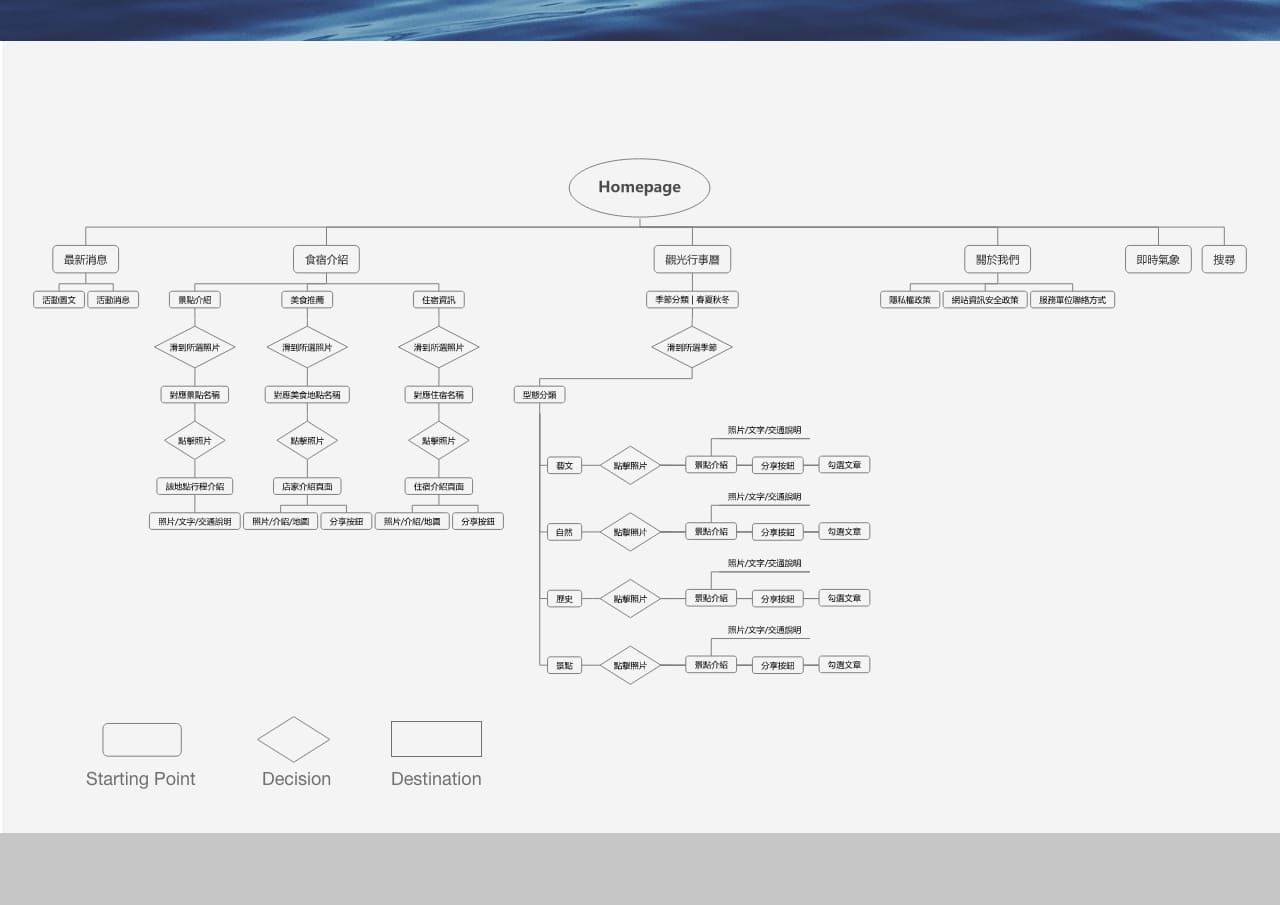 Homepage
最新消息
食宿介紹
觀光行事曆
關於我們
即時氣象
搜尋
活動圖文
活動消息
景點介紹
美食推薦
住宿資訊
季節分類 | 春夏秋冬
隱私權政策
網站資訊安全政策
服務單位聯絡方式
滑到所選照片
滑到所選照片
滑到所選照片
滑到所選季節
對應景點名稱
對應美食地點名稱
對應住宿名稱
型態分類
點擊照片
點擊照片
點擊照片
該地點行程介紹
店家介紹頁面
住宿介紹頁面
照片/文字/交通說明
照片/介紹/地圖
分享按鈕
照片/介紹/地圖
分享按鈕
照片/文字/交通說明
藝文
點擊照片
景點介紹
分享按鈕
勾選文章
照片/文字/交通說明
自然
點擊照片
景點介紹
分享按鈕
勾選文章
照片/文字/交通說明
歷史
點擊照片
景點介紹
分享按鈕
勾選文章
照片/文字/交通說明
景點
點擊照片
景點介紹
分享按鈕
勾選文章
Starting Point
Decision
Destination